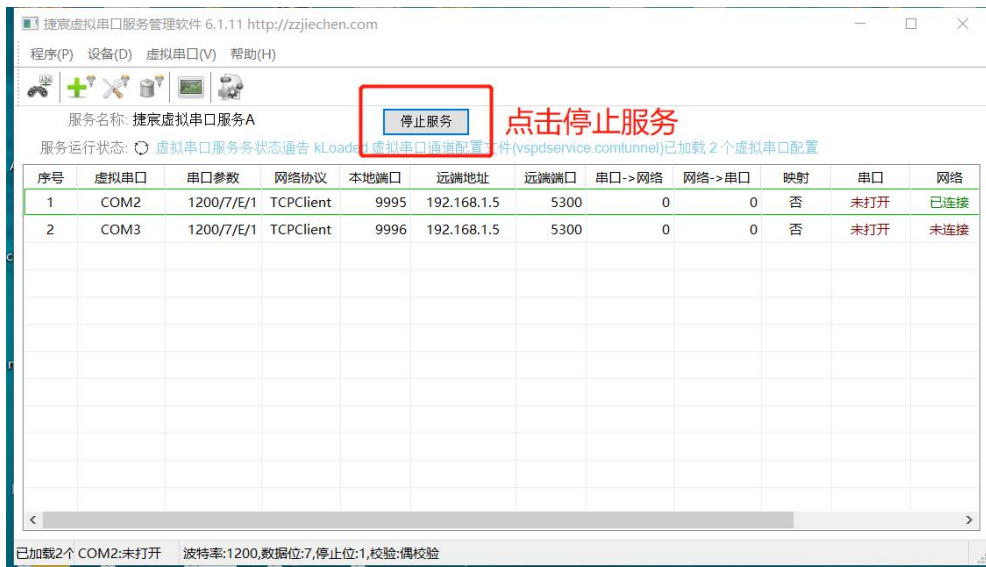 捷宸虚拟串口服务管理软件 6.1.11 http://zzjiechen.com
程序(P) 设备(D) 虚拟串口(V) 帮助(H)
服务名称: 捷宸虚拟串口服务A 停止服务 点击停止服务
服务运行状态: 虚拟串口服务务状态通告 kLoaded 虚拟串口通道配置文件(vspdservice.comtunnel)已加载 2 个虚拟串口配置
序号 虚拟串口 串口参数 网络协议 本地端口 远端地址 远端端口 串口->网络 网络->串口 映射 串口 网络
1 COM2 1200/7/E/1 TCPClient 9995 192.168.1.5 5300 0 0 否 未打开 已连接
2 COM3 1200/7/E/1 TCPClient 9996 192.168.1.5 5300 0 0 否 未打开 未连接
已加载2个 COM2:未打开 波特率:1200,数据位:7,停止位:1,校验:偶校验